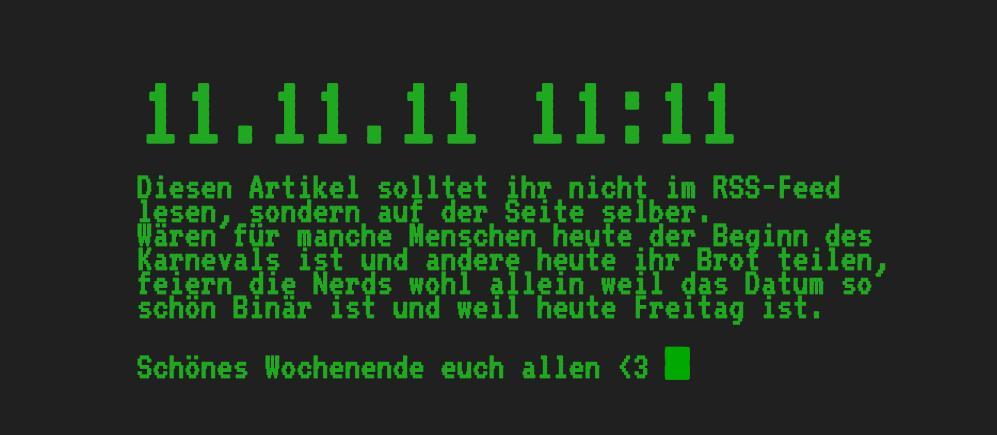 11.11.11 11:11
Diesen Artikel solltet ihr nicht im RSS-Feed
lesen, sondern auf der Seite selber.
Wären für manche Menschen heute der Beginn des
Karnevals ist und andere heute ihr Brot teilen,
feiern die Nerds wohl allein weil das Datum so
schön Binär ist und weil heute Freitag ist.
Schönes Wochenende euch allen <3